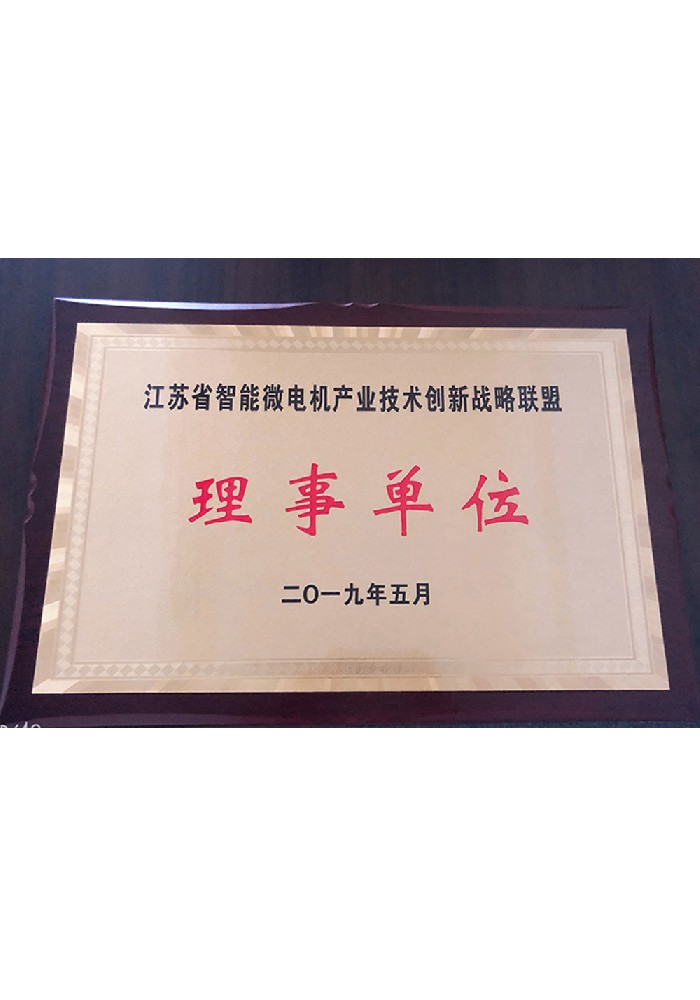 江苏省智能微电机产业技术创新战略联盟
理事单位
二〇一九年五月